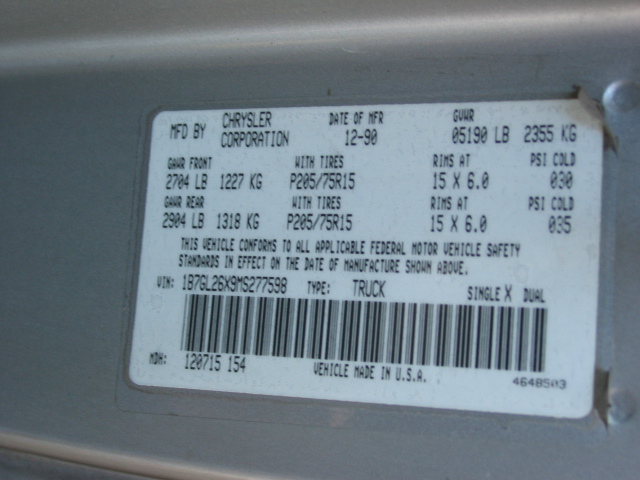 MFD BY CHRYSLER CORPORATION DATE OF MFR 12-90 GVWR 05190 LB 2355 KG
GAWR FRONT WITH TIRES RIMS AT PSI COLD
2704 LB 1227 KG P205/75R15 15 X 6.0 030
GAWR REAR WITH TIRES RIMS AT PSI COLD
2904 LB 1318 KG P205/75R15 15 X 6.0 035
THIS VEHICLE CONFORMS TO ALL APPLICABLE FEDERAL MOTOR VEHICLE SAFETY
STANDARDS IN EFFECT ON THE DATE OF MANUFACTURE SHOWN ABOVE.
VIN: 1B7GL26X9MS277598 TYPE: TRUCK SINGLE X DUAL
MDH: 120715 154 VEHICLE MADE IN U.S.A. 4648503